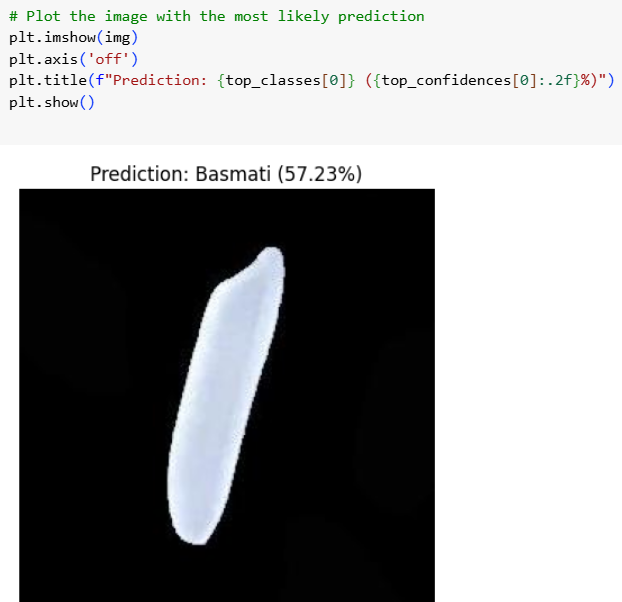 # Plot the image with the most likely prediction
plt.imshow(img)
plt.axis('off')
plt.title(f"Prediction: {top_classes[0]} ({top_confidences[0]:.2f}%)")
plt.show()
Prediction: Basmati (57.23%)